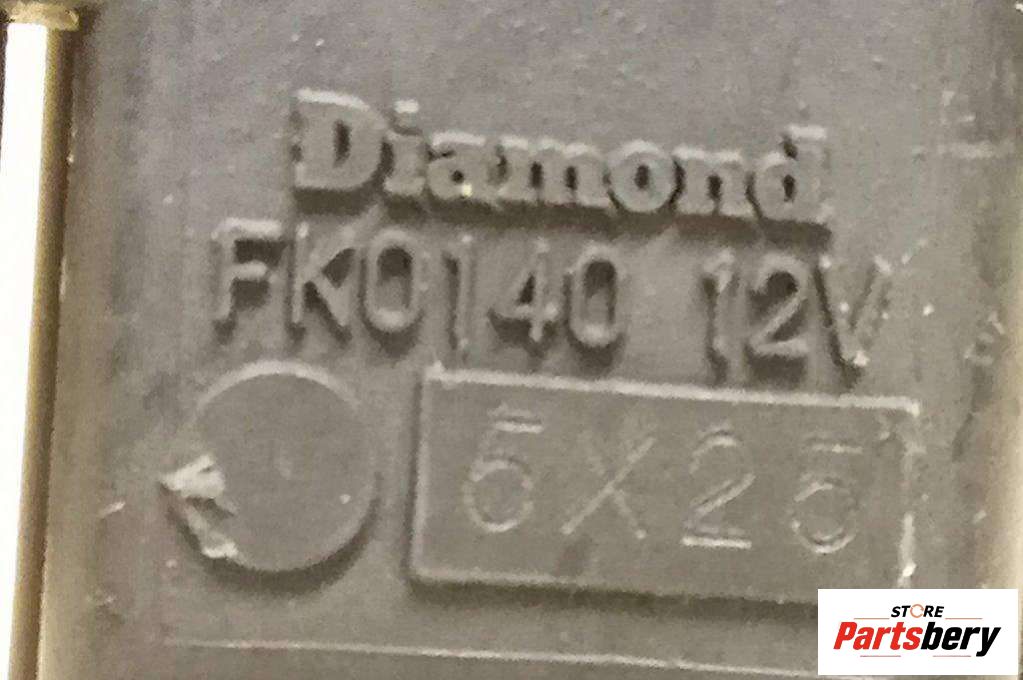 Diamond
FK0140 12V
5X25
STORE
Partsbery